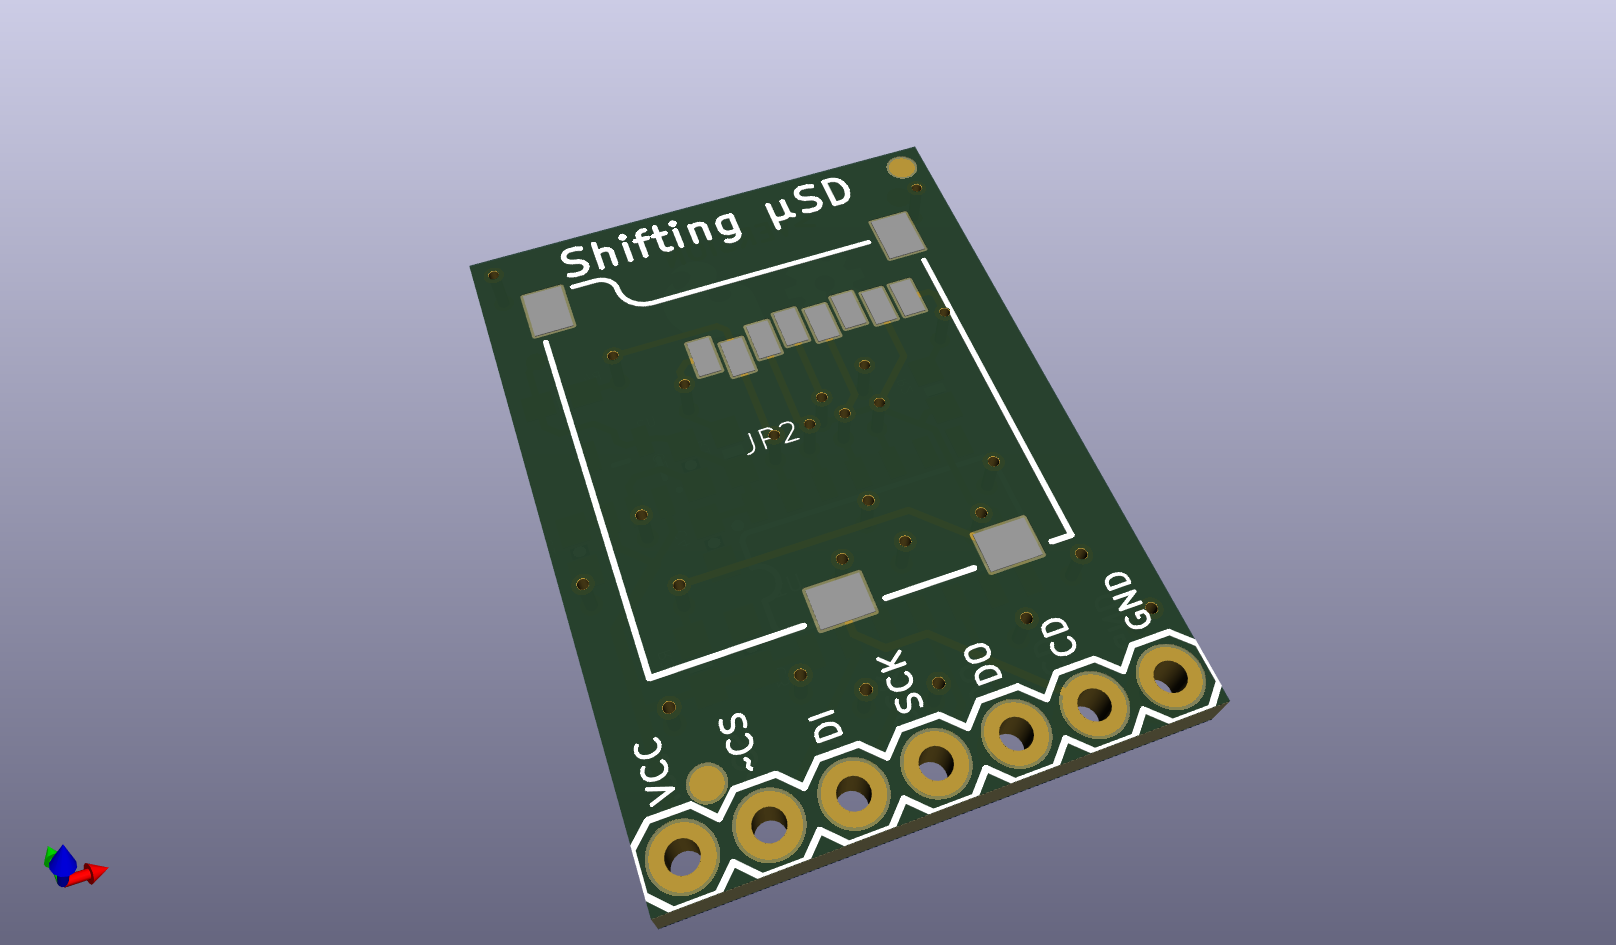 Shifting µSD
JP2
VCC
~CS
DI
SCK
DO
CD
GND